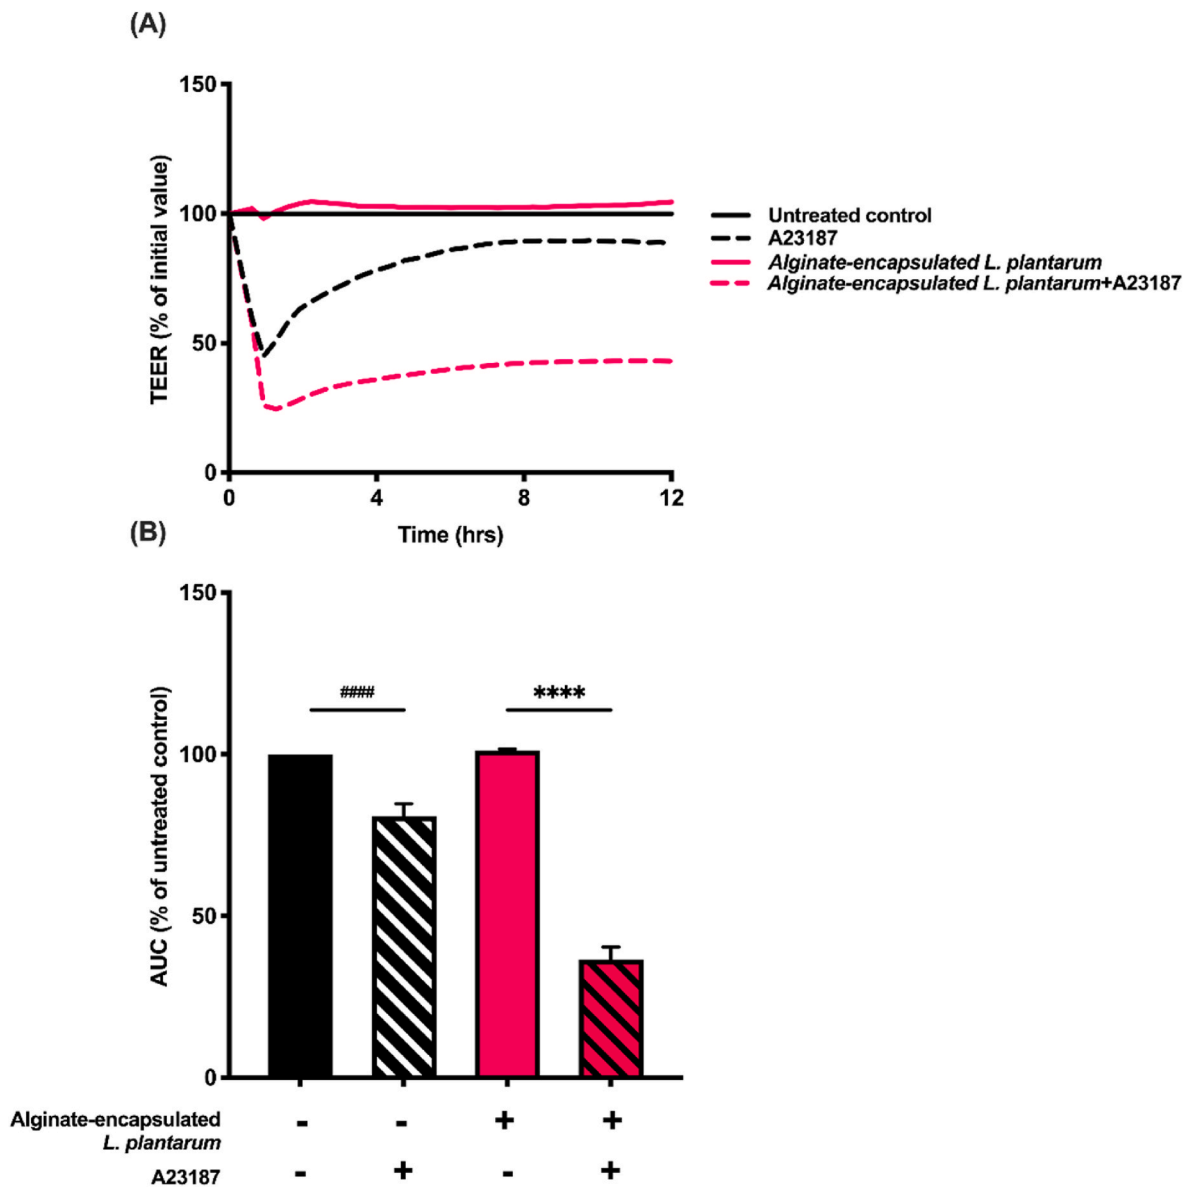 (A)
150
100
50
0
TEER (% of initial value)
0 4 8 12
Time (hrs)
Untreated control
A23187
Alginate-encapsulated L. plantarum
Alginate-encapsulated L. plantarum+A23187
(B)
150
100
50
0
AUC (% of untreated control)
####
****
Alginate-encapsulated
L. plantarum
- - + +
A23187
- + - +